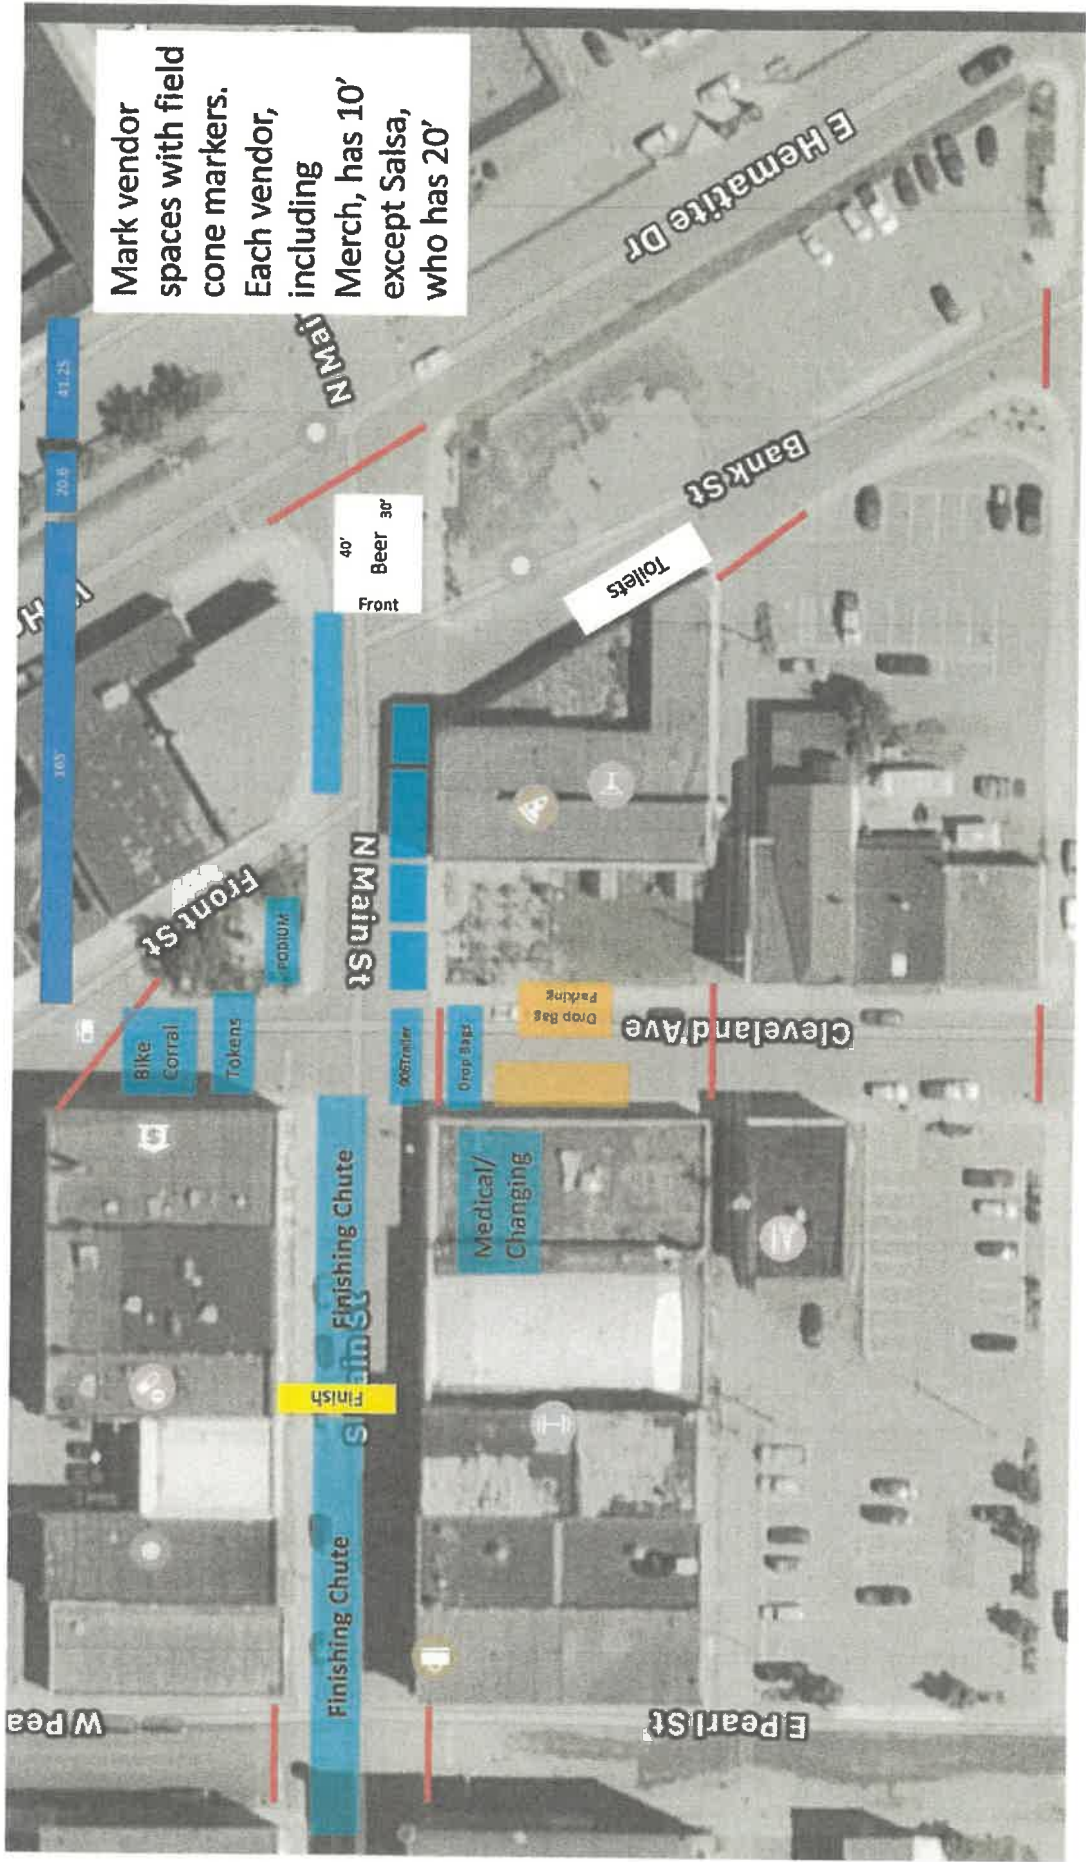 Mark vendor
spaces with field
cone markers.
Each vendor,
including
Merch, has 10'
except Salsa,
who has 20'
41.25
20.6
165'
E Hematite Dr
N Mai
Bank St
40'
Beer 30'
Front
Toilets
Front St
N Main St
PODIUM
Bike
Corral
Tokens
906Trailer
Drop Bags
Drop Bag
Parking
Cleveland Ave
Medical/
Changing
Finishing Chute
S Main St
Finish
Finishing Chute
W Pea
E Pearl St